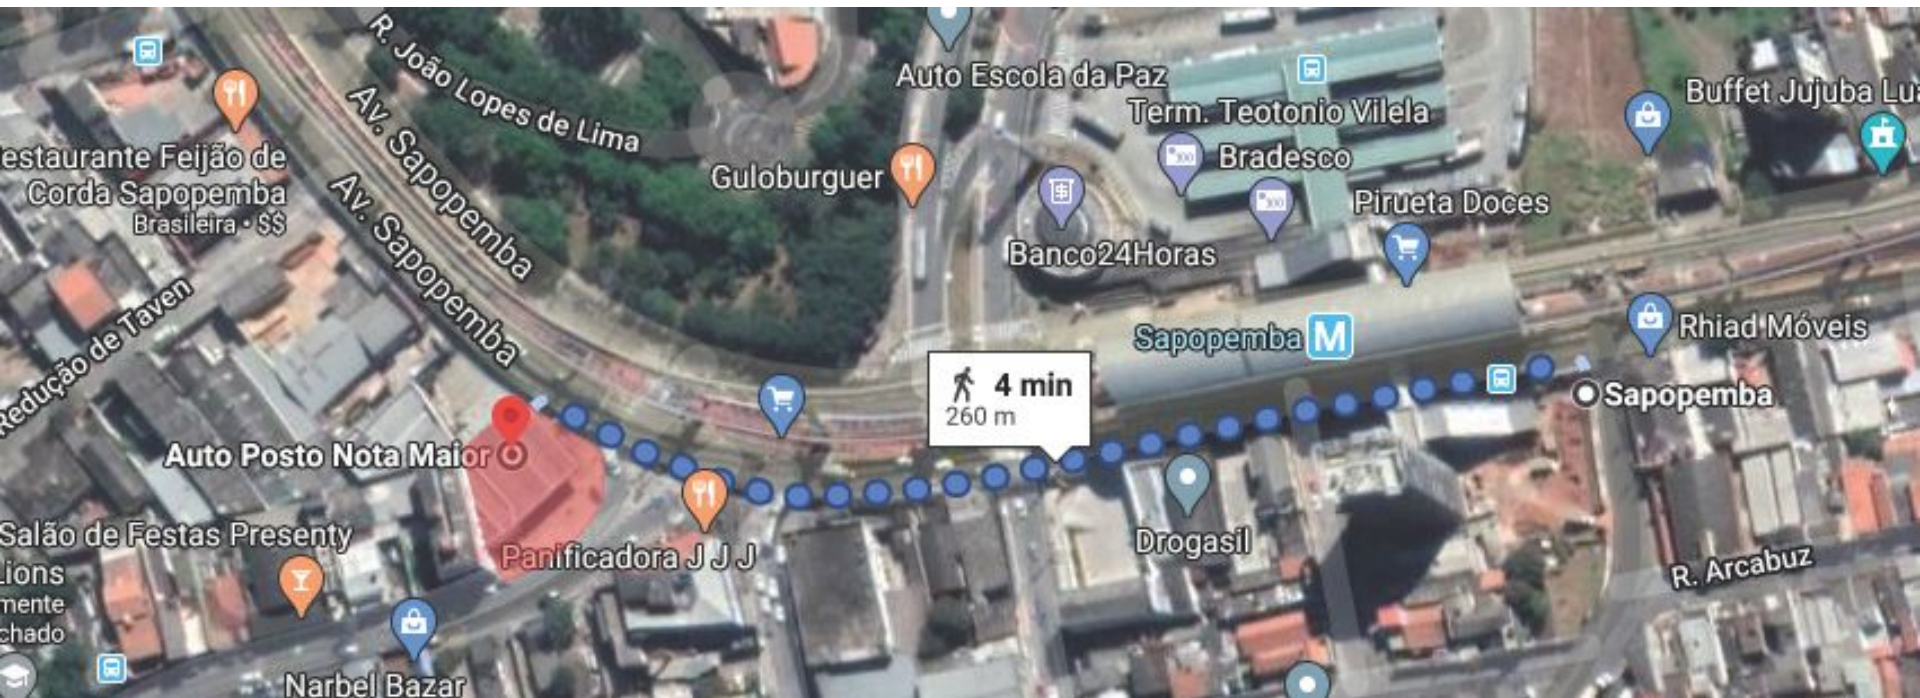 R. João Lopes de Lima
Av. Sapopemba
Av. Sapopemba
Auto Escola da Paz
Term. Teotonio Vilela
Buffet Jujuba Lua
estaurante Feijão de
Corda Sapopemba
Brasileira • $$
Guloburguer
Bradesco
Pirueta Doces
Banco24Horas
Redução de Taven
Sapopemba M
Rhiad Móveis
4 min
260 m
Sapopemba
Auto Posto Nota Maior
Salão de Festas Presenty
Panificadora J J J
Drogasil
Lions
mente
chado
R. Arcabuz
Narbel Bazar